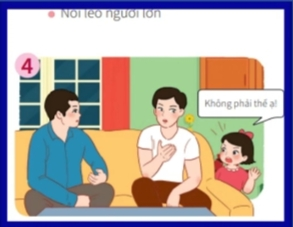 Nói leo người lớn
4
Không phải thế ạ!